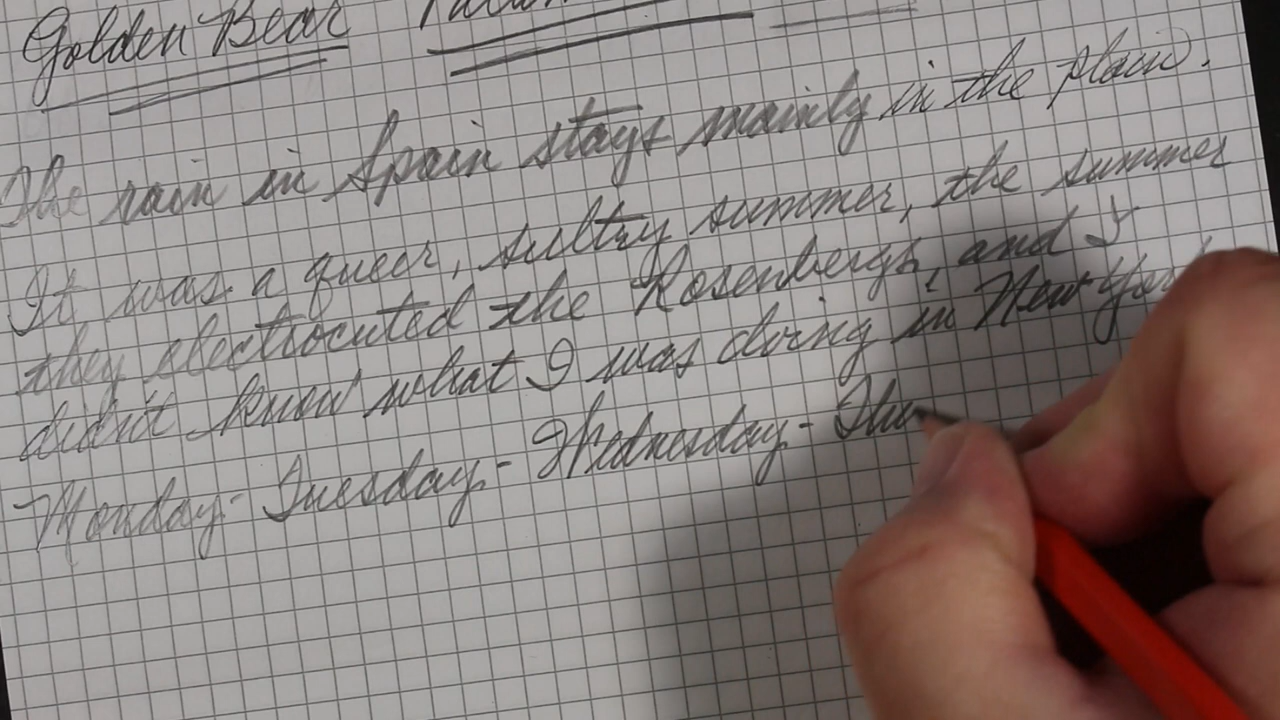 Golden Bear
The rain in Spain stays mainly in the plain.
It was a queer, sultry summer, the summer
they electrocuted the Rosenbergs, and I
didn't know what I was doing in New York
Monday - Tuesday - Wednesday - Thu